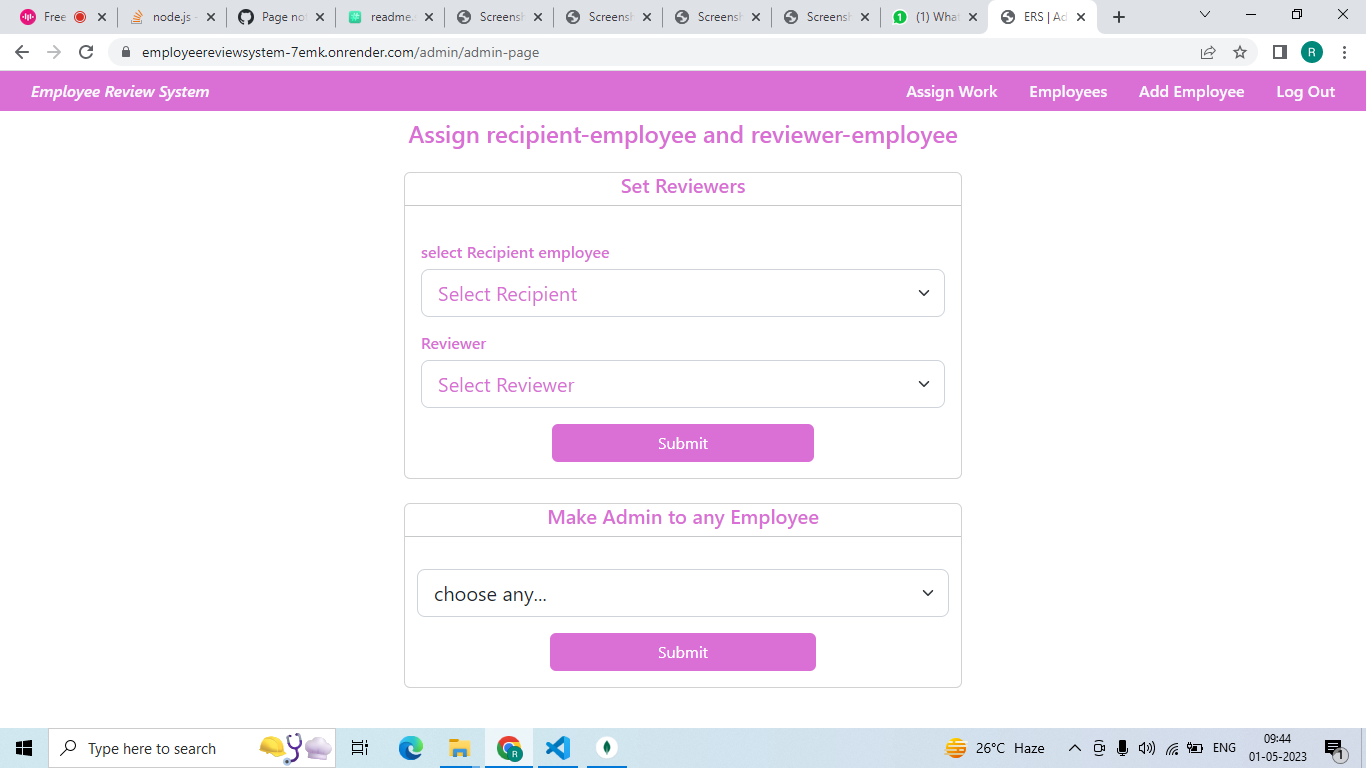 Free
node.js -
Page no
readme.
Screensh
Screensh
Screensh
Screensh
1
(1) What
ERS | Ad
employeereviewsystem-7emk.onrender.com/admin/admin-page
R
Employee Review System
Assign Work
Employees
Add Employee
Log Out
Assign recipient-employee and reviewer-employee
Set Reviewers
select Recipient employee
Select Recipient
Reviewer
Select Reviewer
Submit
Make Admin to any Employee
choose any...
Submit
Type here to search
R
26°C Haze
ENG
09:44
01-05-2023
1